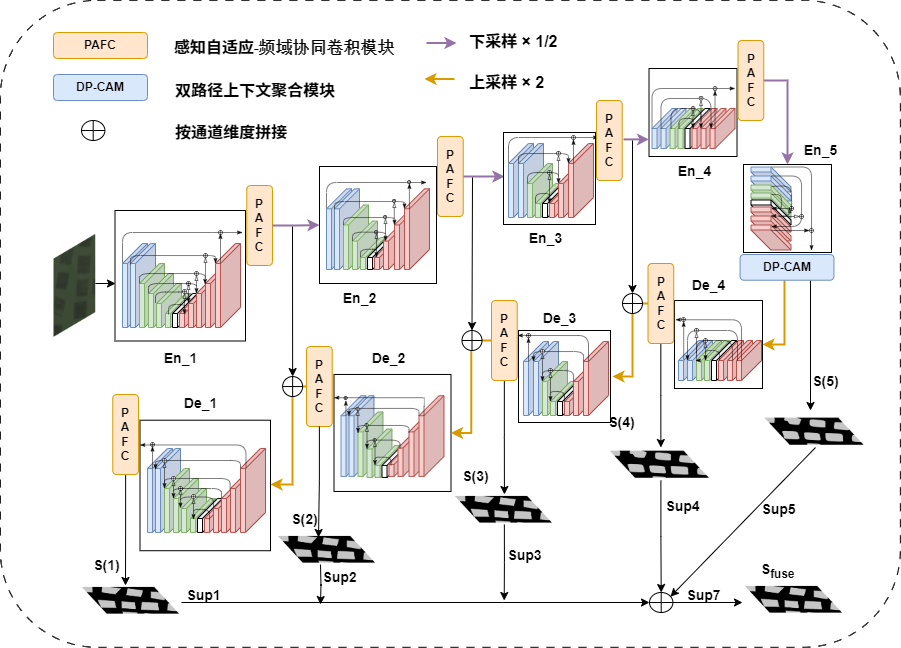 PAFC
感知自适应-频域协同卷积模块
下采样 × 1/2
DP-CAM
双路径上下文聚合模块
上采样 × 2
按通道维度拼接
PAFC
PAFC
PAFC
PAFC
En_1
En_2
En_3
En_4
En_5
DP-CAM
PAFC
De_4
PAFC
De_3
PAFC
De_2
PAFC
De_1
S(5)
S(4)
S(3)
S(2)
S(1)
Sup1
Sup2
Sup3
Sup4
Sup5
Sup7
Sfuse